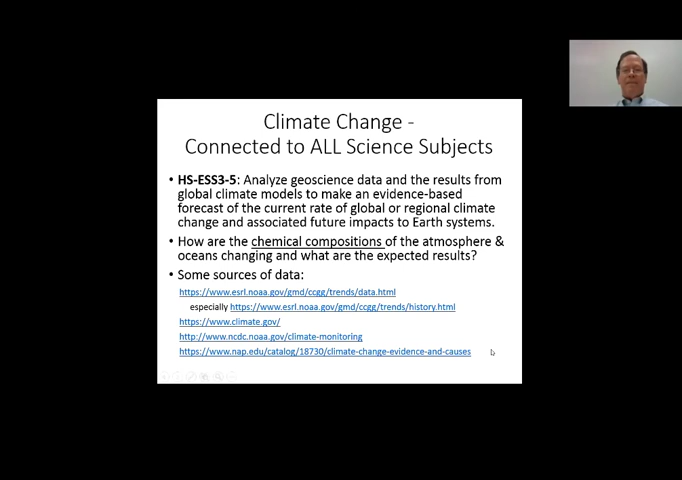 Climate Change -
Connected to ALL Science Subjects
• HS-ESS3-5: Analyze geoscience data and the results from
global climate models to make an evidence-based
forecast of the current rate of global or regional climate
change and associated future impacts to Earth systems.
• How are the chemical compositions of the atmosphere &
oceans changing and what are the expected results?
• Some sources of data:
https://www.esrl.noaa.gov/gmd/ccgg/trends/data.html
especially https://www.esrl.noaa.gov/gmd/ccgg/trends/history.html
https://www.climate.gov/
http://www.ncdc.noaa.gov/climate-monitoring
https://www.nap.edu/catalog/18730/climate-change-evidence-and-causes